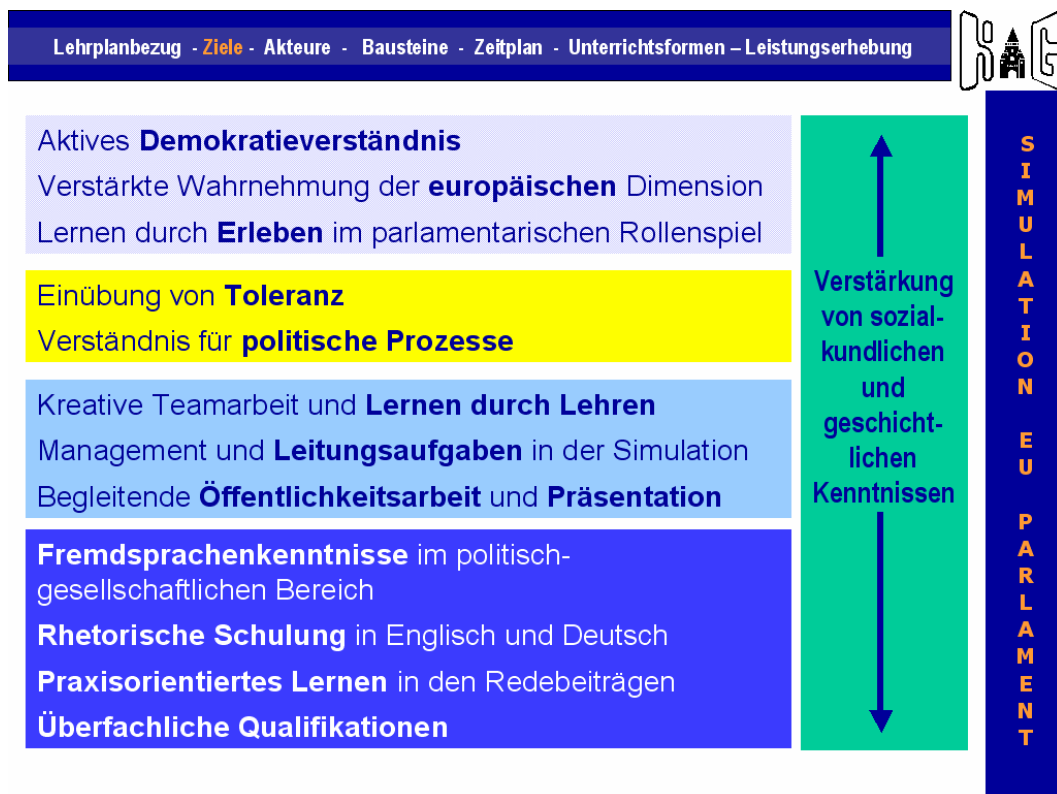 Lehrplanbezug - Ziele - Akteure - Bausteine - Zeitplan - Unterrichtsformen – Leistungserhebung
Aktives Demokratieverständnis
Verstärkte Wahrnehmung der europäischen Dimension
Lernen durch Erleben im parlamentarischen Rollenspiel
Einübung von Toleranz
Verständnis für politische Prozesse
Kreative Teamarbeit und Lernen durch Lehren
Management und Leitungsaufgaben in der Simulation
Begleitende Öffentlichkeitsarbeit und Präsentation
Fremdsprachenkenntnisse im politisch-
gesellschaftlichen Bereich
Rhetorische Schulung in Englisch und Deutsch
Praxisorientiertes Lernen in den Redebeiträgen
Überfachliche Qualifikationen
Verstärkung
von sozial-
kundlichen
und
geschicht-
lichen
Kenntnissen
SIMULATION EU PARLAMENT